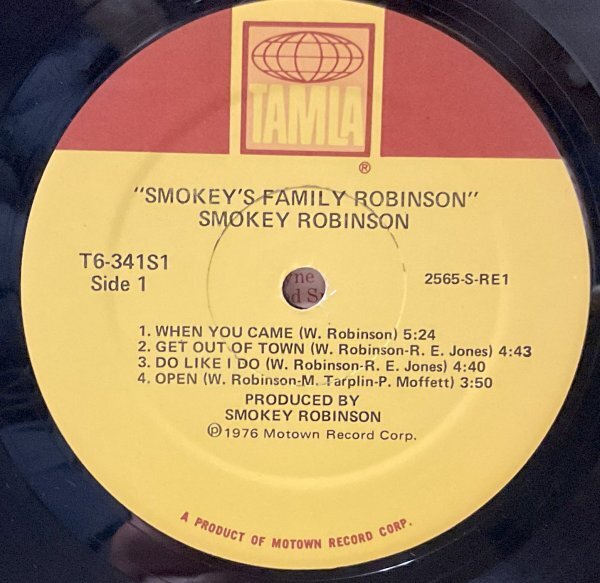 TAMLA
®
"SMOKEY'S FAMILY ROBINSON"
SMOKEY ROBINSON
T6-341S1
Side 1
2565-S-RE1
1. WHEN YOU CAME (W. Robinson) 5:24
2. GET OUT OF TOWN (W. Robinson-R. E. Jones) 4:43
3. DO LIKE I DO (W. Robinson-R. E. Jones) 4:40
4. OPEN (W. Robinson-M. Tarplin-P. Moffett) 3:50
PRODUCED BY
SMOKEY ROBINSON
℗1976 Motown Record Corp.
A PRODUCT OF MOTOWN RECORD CORP.